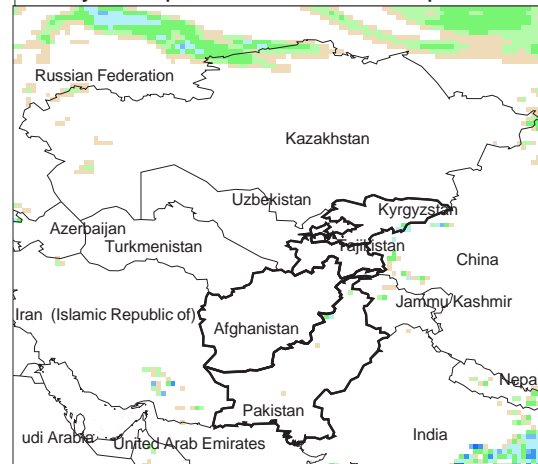 Russian Federation
Kazakhstan
Uzbekistan
Kyrgyzstan
Azerbaijan
Turkmenistan
Tajikistan
China
Jammu Kashmir
Iran (Islamic Republic of)
Afghanistan
Nepa
Pakistan
India
udi Arabia
United Arab Emirates